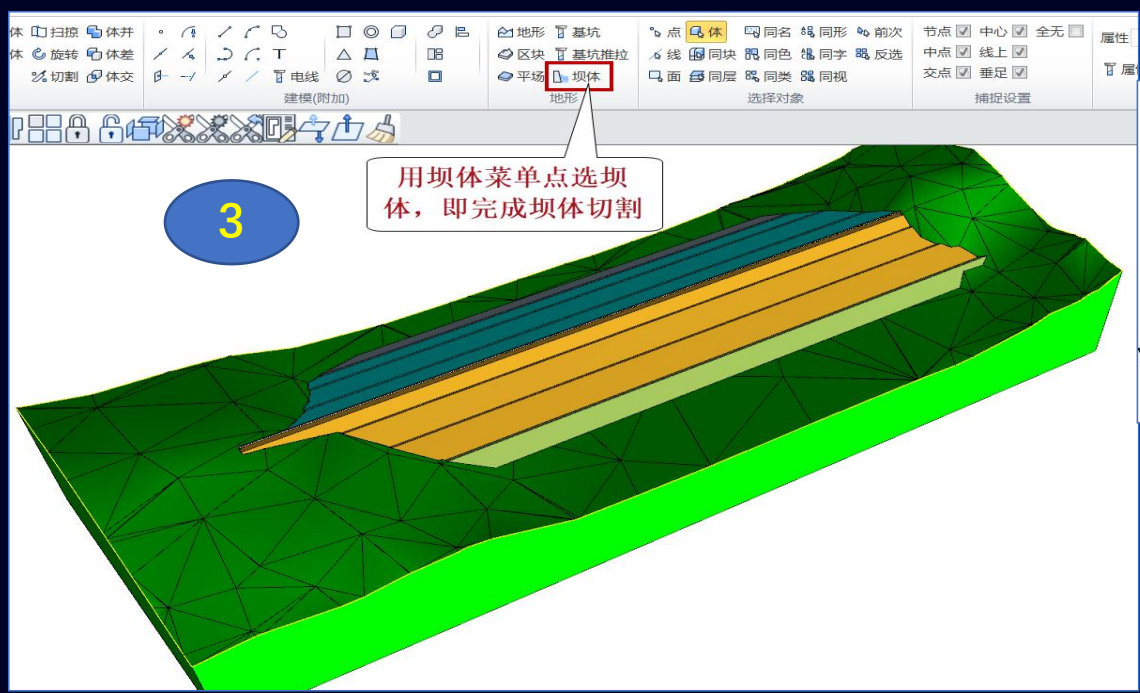 体 扫掠 体并 地形 基坑 点 体 同名 同形 前次 节点 中心 全无 属性
体 旋转 体差 T 区块 基坑推拉 线 同块 同色 同字 反选 中点 线上
切割 体交 电线 平场 坝体 面 同层 同类 同视 交点 垂足 属
建模(附加) 地形 选择对象 捕捉设置
用坝体菜单点选坝
体，即完成坝体切割
3